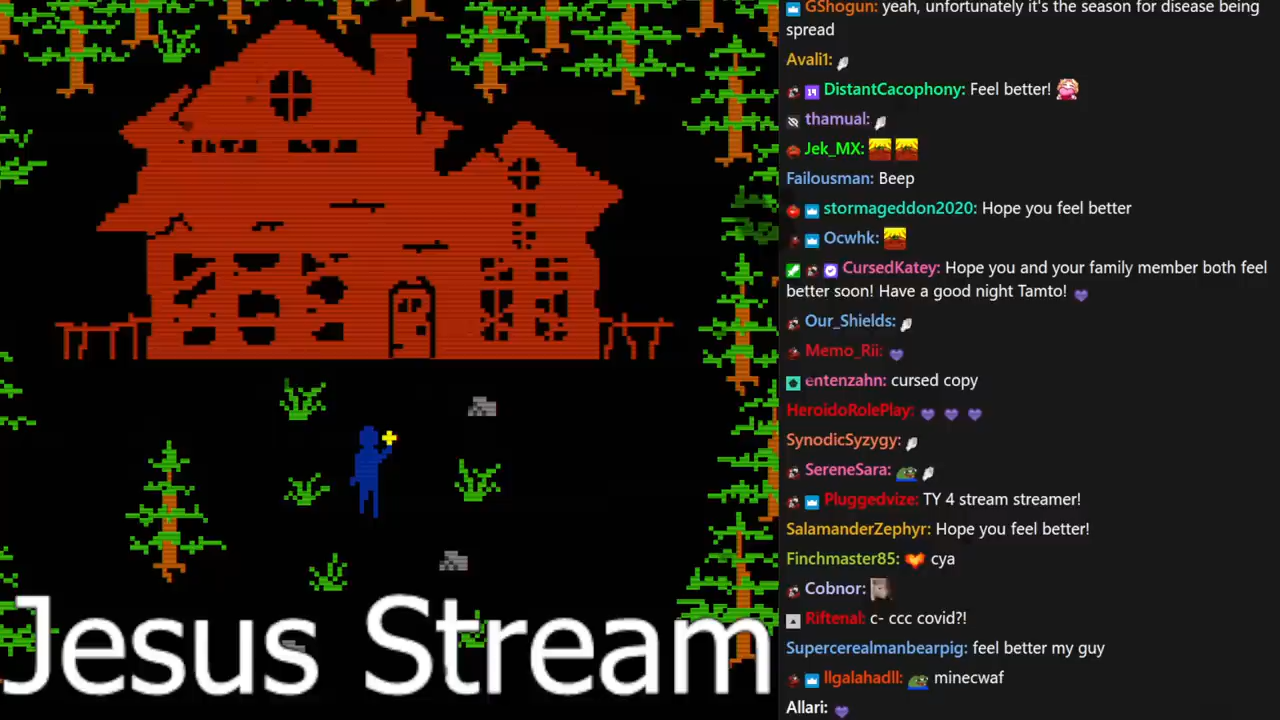 GShogun: yeah, unfortunately it's the season for disease being
spread
Avali1:
DistantCacophony: Feel better!
thamual:
Jek_MX:
Failousman: Beep
stormageddon2020: Hope you feel better
Ocwhk:
CursedKatey: Hope you and your family member both feel
better soon! Have a good night Tamto!
Our_Shields:
Memo_Rii:
entenzahn: cursed copy
HeroidoRolePlay:
SynodicSyzygy:
SereneSara:
Pluggedvize: TY 4 stream streamer!
SalamanderZephyr: Hope you feel better!
Finchmaster85: cya
Cobnor:
Riftenal: c- ccc covid?!
Supercerealmanbearpig: feel better my guy
llgalahadll: minecwaf
Allari:
Jesus Stream